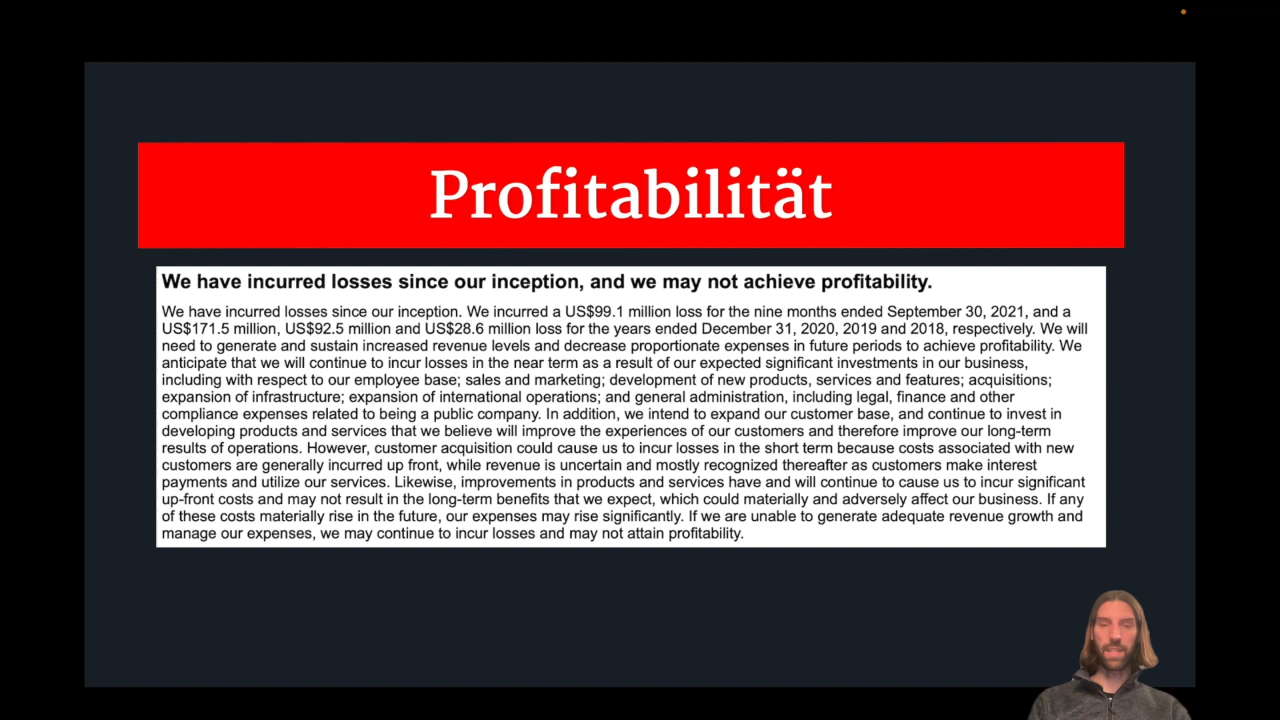 Profitabilität
We have incurred losses since our inception, and we may not achieve profitability.
We have incurred losses since our inception. We incurred a US$99.1 million loss for the nine months ended September 30, 2021, and a
US$171.5 million, US$92.5 million and US$28.6 million loss for the years ended December 31, 2020, 2019 and 2018, respectively. We will
need to generate and sustain increased revenue levels and decrease proportionate expenses in future periods to achieve profitability. We
anticipate that we will continue to incur losses in the near term as a result of our expected significant investments in our business,
including with respect to our employee base; sales and marketing; development of new products, services and features; acquisitions;
expansion of infrastructure; expansion of international operations; and general administration, including legal, finance and other
compliance expenses related to being a public company. In addition, we intend to expand our customer base, and continue to invest in
developing products and services that we believe will improve the experiences of our customers and therefore improve our long-term
results of operations. However, customer acquisition could cause us to incur losses in the short term because costs associated with new
customers are generally incurred up front, while revenue is uncertain and mostly recognized thereafter as customers make interest
payments and utilize our services. Likewise, improvements in products and services have and will continue to cause us to incur significant
up-front costs and may not result in the long-term benefits that we expect, which could materially and adversely affect our business. If any
of these costs materially rise in the future, our expenses may rise significantly. If we are unable to generate adequate revenue growth and
manage our expenses, we may continue to incur losses and may not attain profitability.